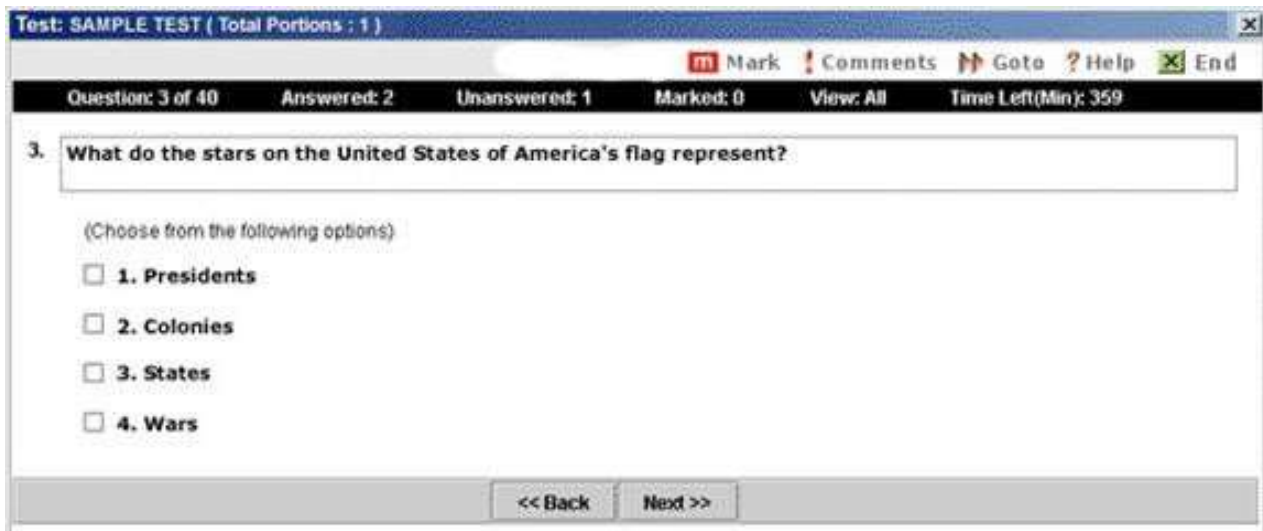 Test: SAMPLE TEST ( Total Portions : 1 )
m Mark ! Comments Goto ? Help X End
Question: 3 of 40 Answered: 2 Unanswered: 1 Marked: 0 View: All Time Left(Min): 359
3. What do the stars on the United States of America's flag represent?
(Choose from the following options)
1. Presidents
2. Colonies
3. States
4. Wars
<< Back Next >>